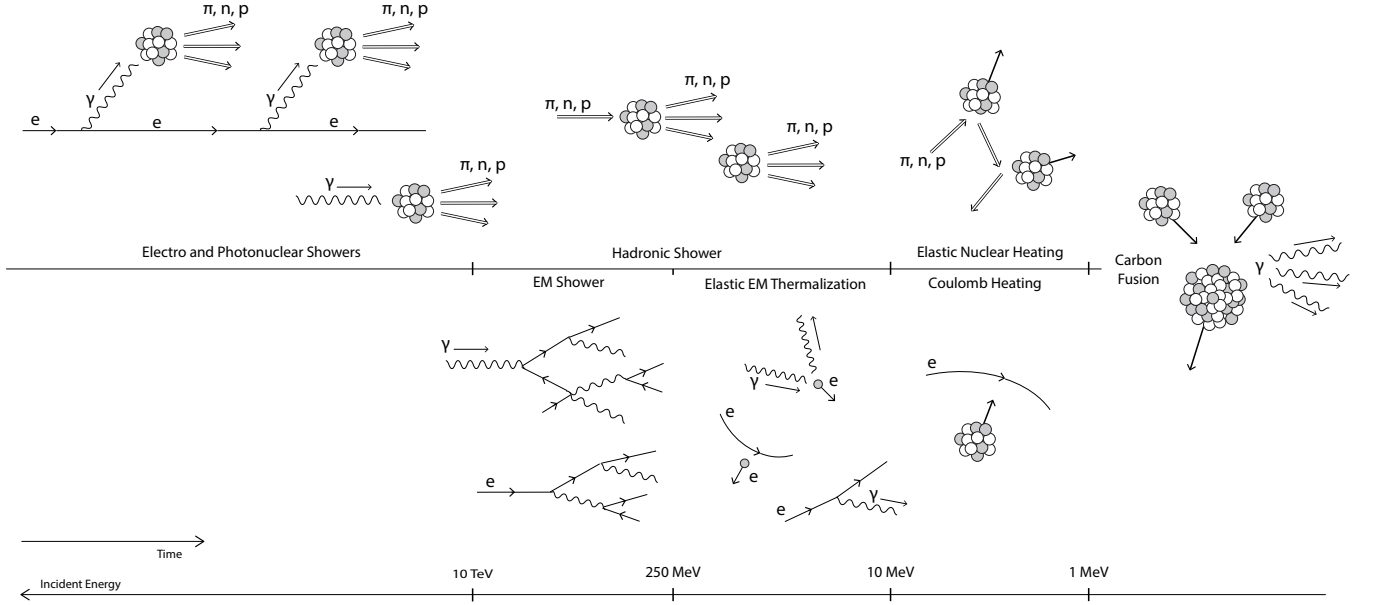 π, n, p
π, n, p
γ
γ
e
e
e
π, n, p
π, n, p
π, n, p
π, n, p
π, n, p
γ
π, n, p
Electro and Photonuclear Showers
Hadronic Shower
Elastic Nuclear Heating
Carbon
Fusion
γ
EM Shower
Elastic EM Thermalization
Coulomb Heating
γ
γ
e
e
e
e
e
γ
e
Time
10 TeV
250 MeV
10 MeV
1 MeV
Incident Energy